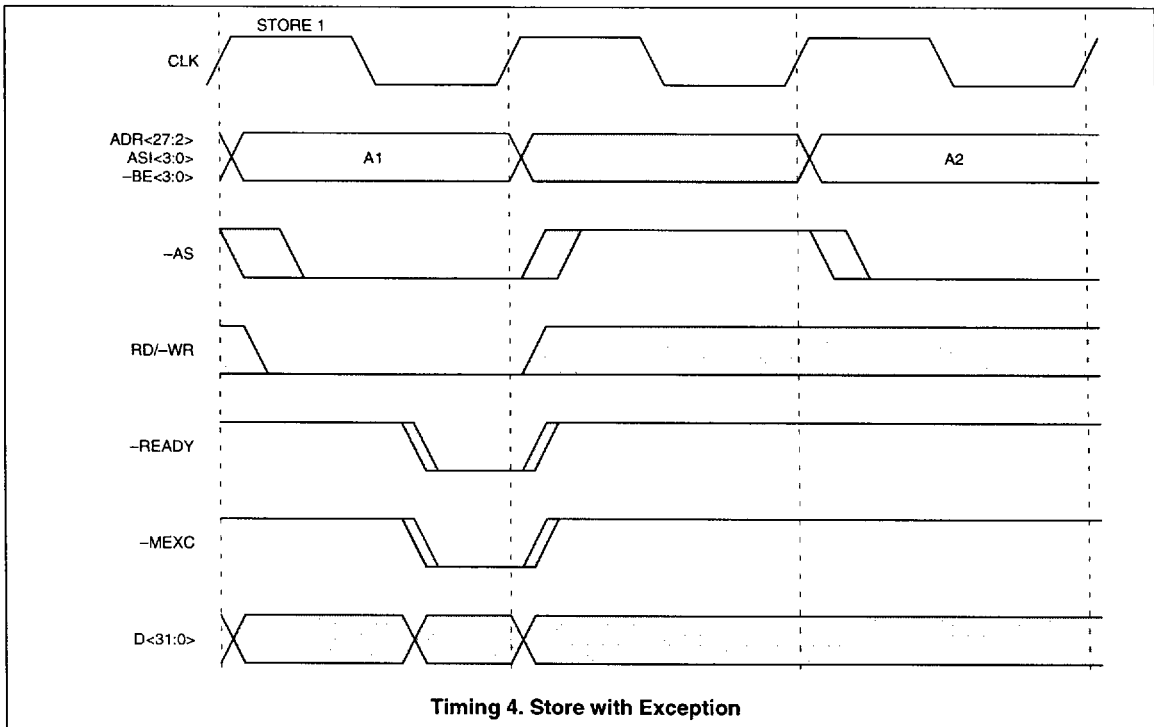 STORE 1
CLK
ADR<27:2>
ASI<3:0>
–BE<3:0>
A1
A2
–AS
RD/–WR
–READY
–MEXC
D<31:0>
Timing 4. Store with Exception